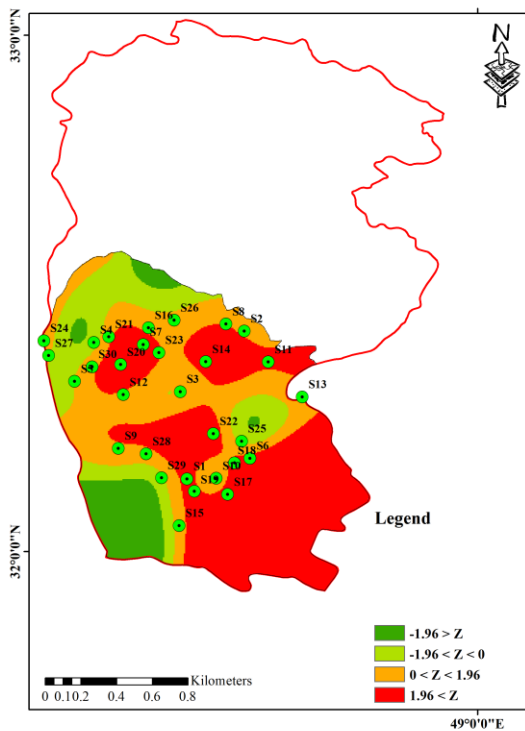 33°0'0"N
N
S26
S8
S16
S2
S24
S4
S21
S7
S27
S23
S30
S20
S14
S11
S5
S12
S3
S13
S22
S9
S28
S25
S6
S18
S29
S1
S19
S17
S15
Legend
32°0'0"N
-1.96 > Z
-1.96 < Z < 0
0 < Z < 1.96
1.96 < Z
Kilometers
0 0.1 0.2 0.4 0.6 0.8
49°0'0"E